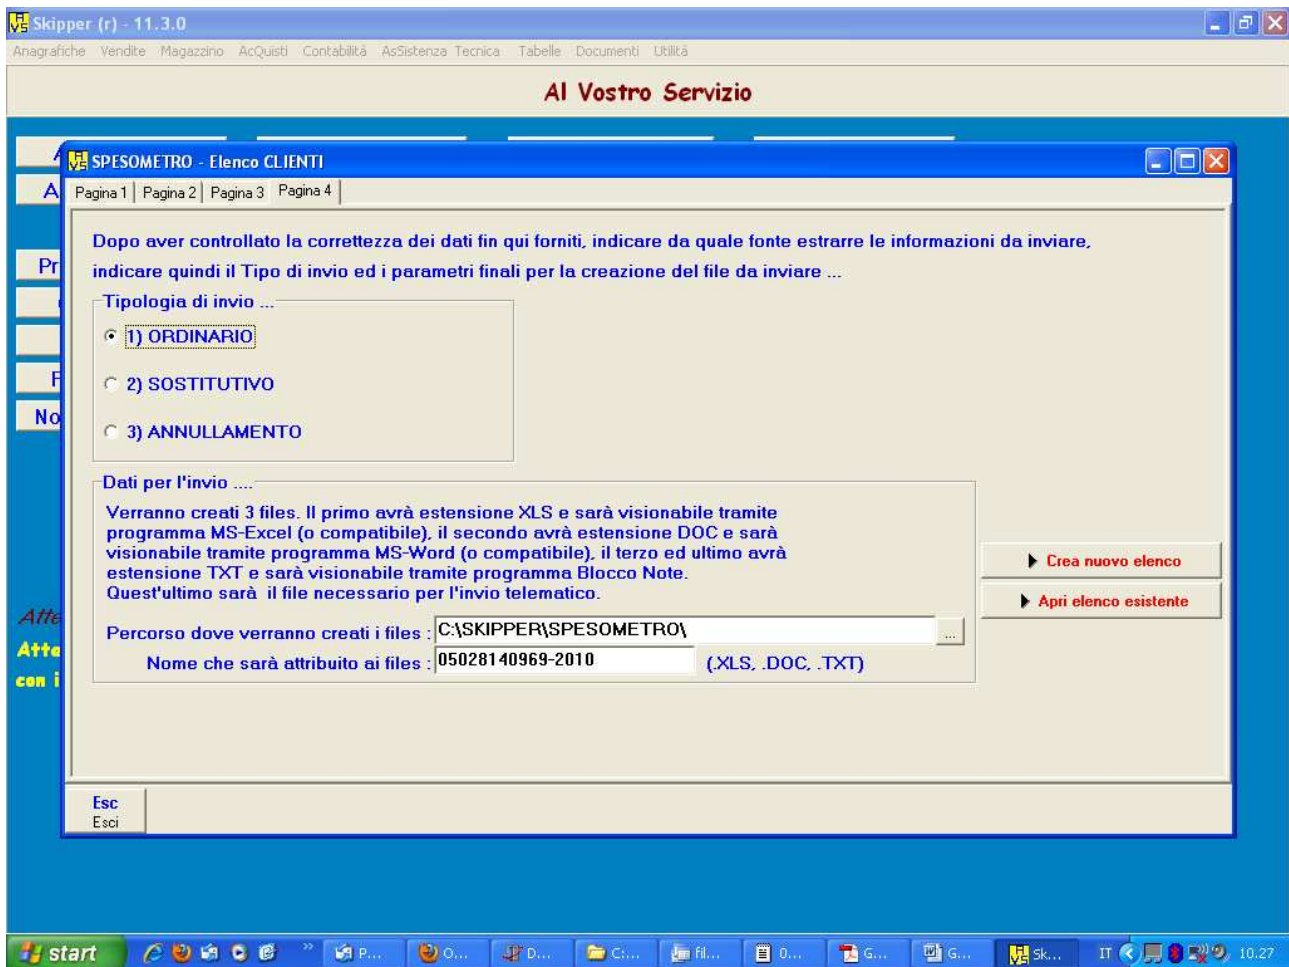 Skipper (r) - 11.3.0
Anagrafiche Vendite Magazzino AcQuisti Contabilità AsSistenza Tecnica Tabelle Documenti Utilità
Al Vostro Servizio
SPESOMETRO - Elenco CLIENTI
Pagina 1 Pagina 2 Pagina 3 Pagina 4
Dopo aver controllato la correttezza dei dati fin qui forniti, indicare da quale fonte estrarre le informazioni da inviare,
indicare quindi il Tipo di invio ed i parametri finali per la creazione del file da inviare ...
Tipologia di invio ...
1) ORDINARIO
2) SOSTITUTIVO
3) ANNULLAMENTO
Dati per l'invio ....
Verranno creati 3 files. Il primo avrà estensione XLS e sarà visionabile tramite
programma MS-Excel (o compatibile), il secondo avrà estensione DOC e sarà
visionabile tramite programma MS-Word (o compatibile), il terzo ed ultimo avrà
estensione TXT e sarà visionabile tramite programma Blocco Note.
Quest'ultimo sarà il file necessario per l'invio telematico.
Percorso dove verranno creati i files : C:\SKIPPER\SPESOMETRO\ ...
Nome che sarà attribuito ai files : 05028140969-2010 (.XLS, .DOC, .TXT)
Crea nuovo elenco
Apri elenco esistente
A
Pr
F
No
Atte
Atte
con i
Esc
Esci
start » P... O... D... C:... fil... 0... G... G... Sk... IT 10.27